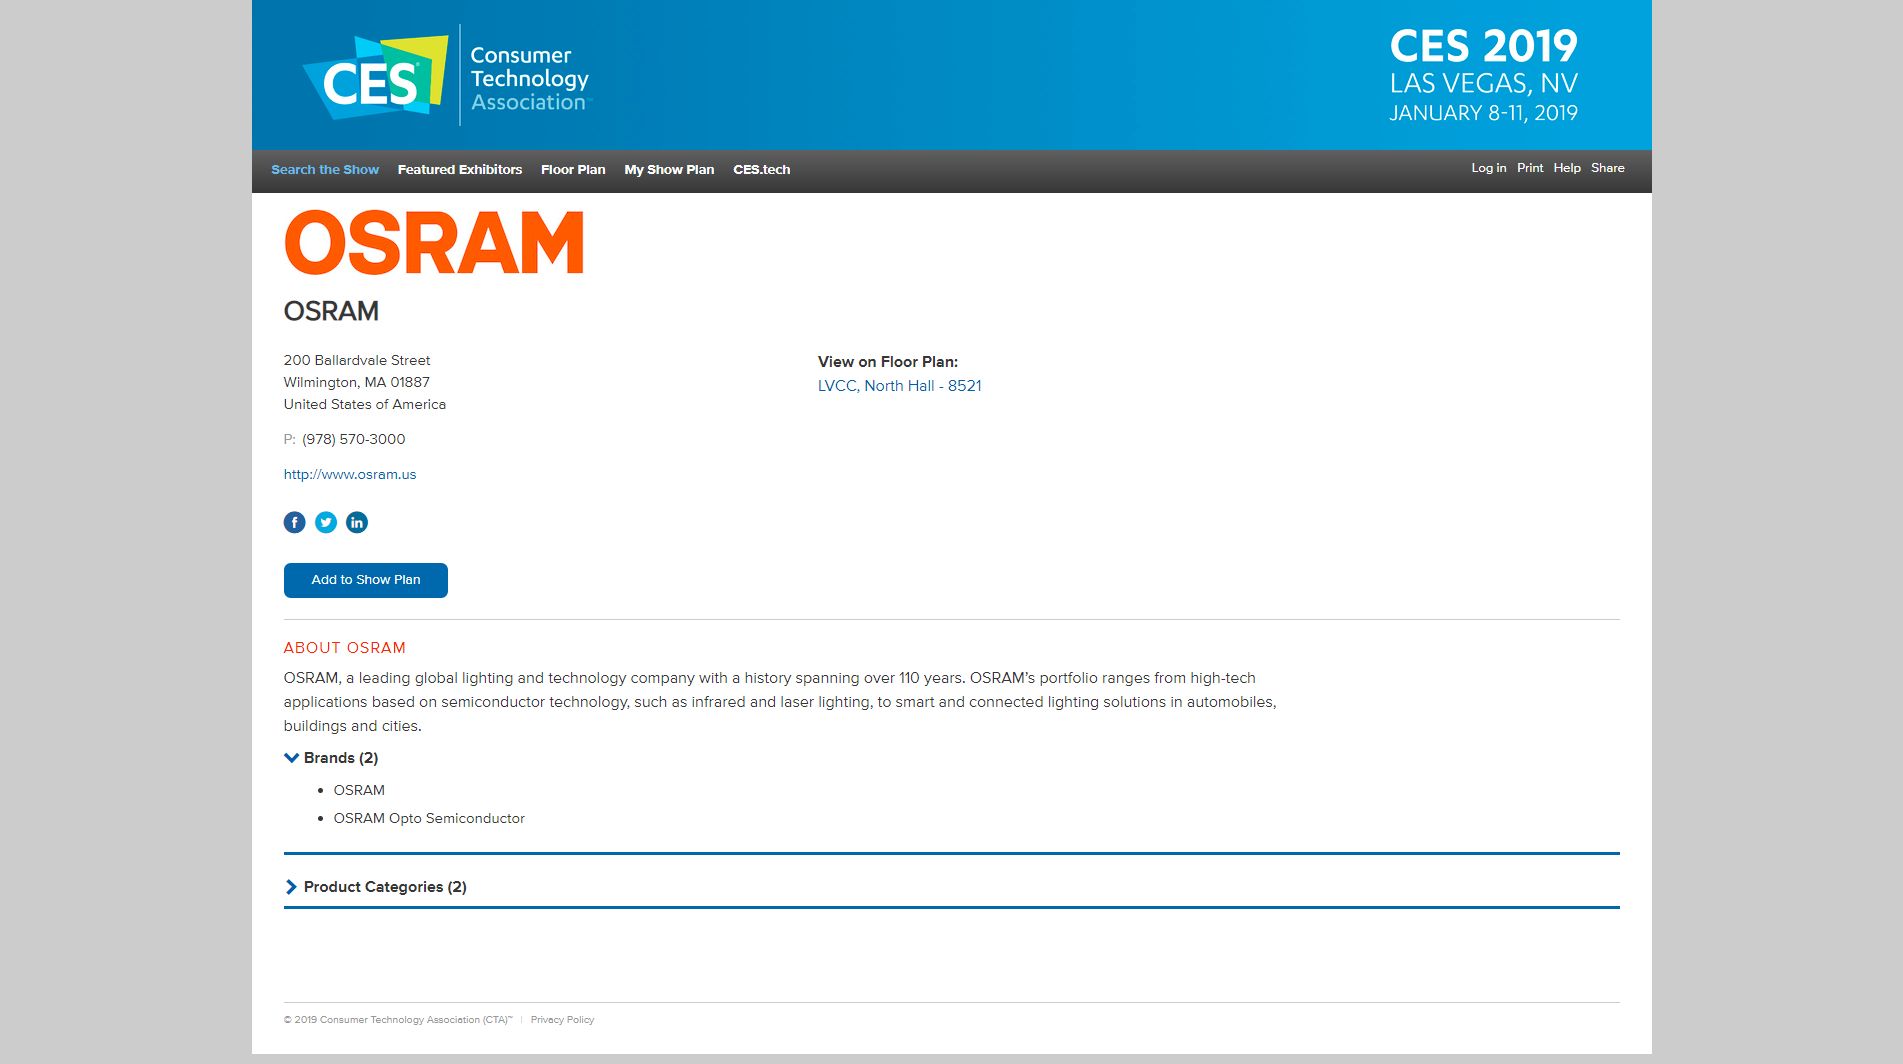 CES
Consumer
Technology
Association™
CES 2019
LAS VEGAS, NV
JANUARY 8-11, 2019
Search the Show Featured Exhibitors Floor Plan My Show Plan CES.tech
Log in Print Help Share
OSRAM
OSRAM
200 Ballardvale Street
Wilmington, MA 01887
United States of America
P: (978) 570-3000
http://www.osram.us
View on Floor Plan:
LVCC, North Hall - 8521
f in
Add to Show Plan
ABOUT OSRAM
OSRAM, a leading global lighting and technology company with a history spanning over 110 years. OSRAM’s portfolio ranges from high-tech
applications based on semiconductor technology, such as infrared and laser lighting, to smart and connected lighting solutions in automobiles,
buildings and cities.
Brands (2)
• OSRAM
• OSRAM Opto Semiconductor
Product Categories (2)
© 2019 Consumer Technology Association (CTA)™ | Privacy Policy